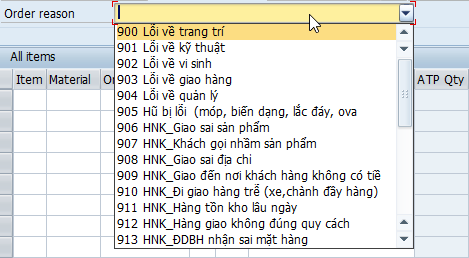 Order reason
900 Lỗi về trang trí
901 Lỗi về kỹ thuật
902 Lỗi về vi sinh
903 Lỗi về giao hàng
904 Lỗi về quản lý
905 Hũ bị lỗi (móp, biến dạng, lắc đáy, ova
906 HNK_Giao sai sản phẩm
907 HNK_Khách gọi nhầm sản phẩm
908 HNK_Giao sai địa chỉ
909 HNK_Giao đến nơi khách hàng không có tiề
910 HNK_Đi giao hàng trễ (xe,chành đầy hàng)
911 HNK_Hàng tồn kho lâu ngày
912 HNK_Hàng giao không đúng quy cách
913 HNK_ĐDBH nhận sai mặt hàng
All items
Item Material Or ATP Qty